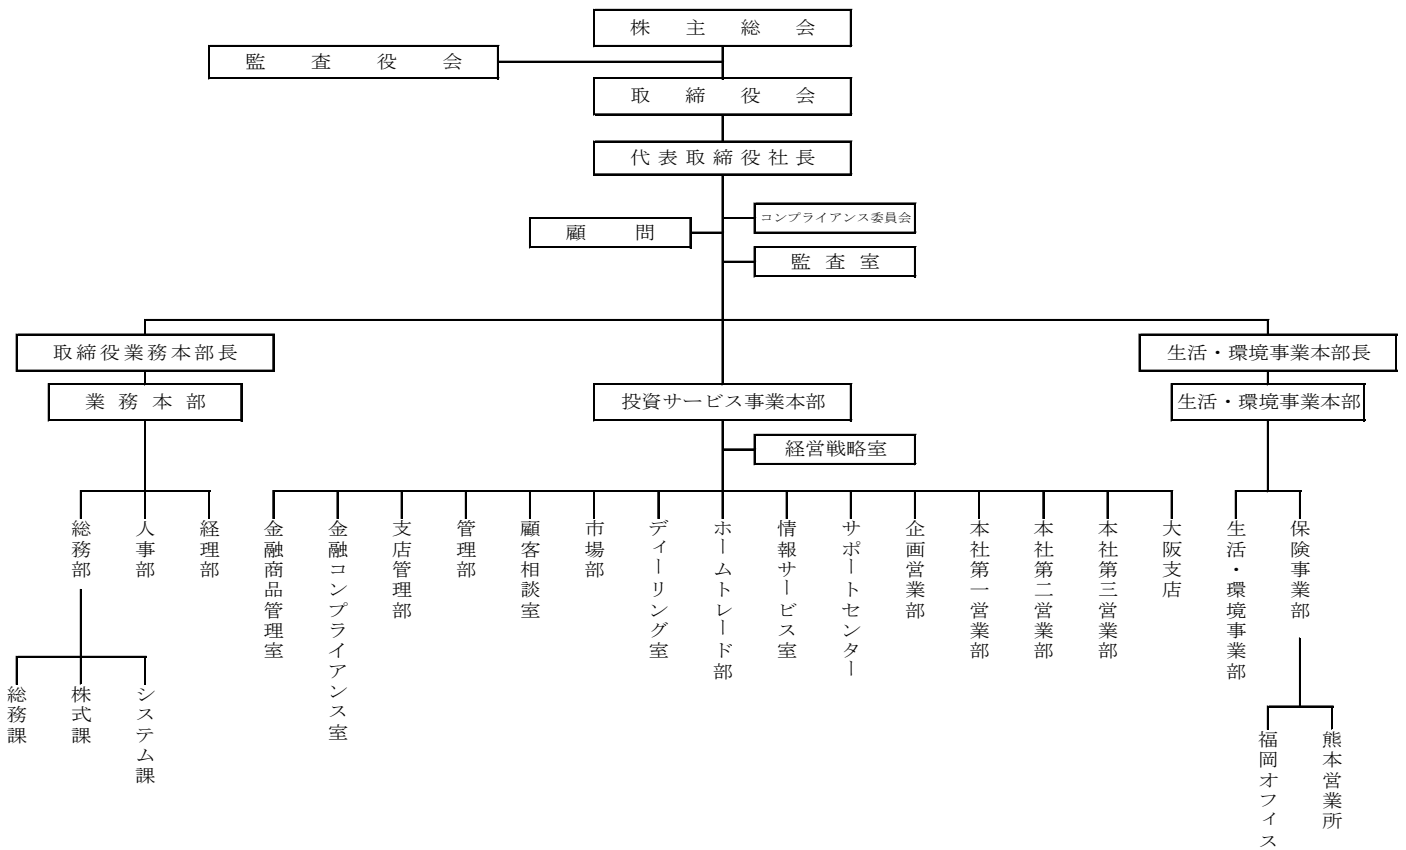 株主総会
監査役会
取締役会
代表取締役社長
コンプライアンス委員会
顧問
監査室
取締役業務本部長
生活・環境事業本部長
業務本部
投資サービス事業本部
生活・環境事業本部
経営戦略室
総務部
人事部
経理部
金融商品管理室
金融コンプライアンス室
支店管理部
管理部
顧客相談室
市場部
ディーリング室
ホームトレード部
情報サービス室
サポートセンター
企画営業部
本社第一営業部
本社第二営業部
本社第三営業部
大阪支店
生活・環境事業部
保険事業部
総務課
株式課
システム課
福岡オフィス
熊本営業所